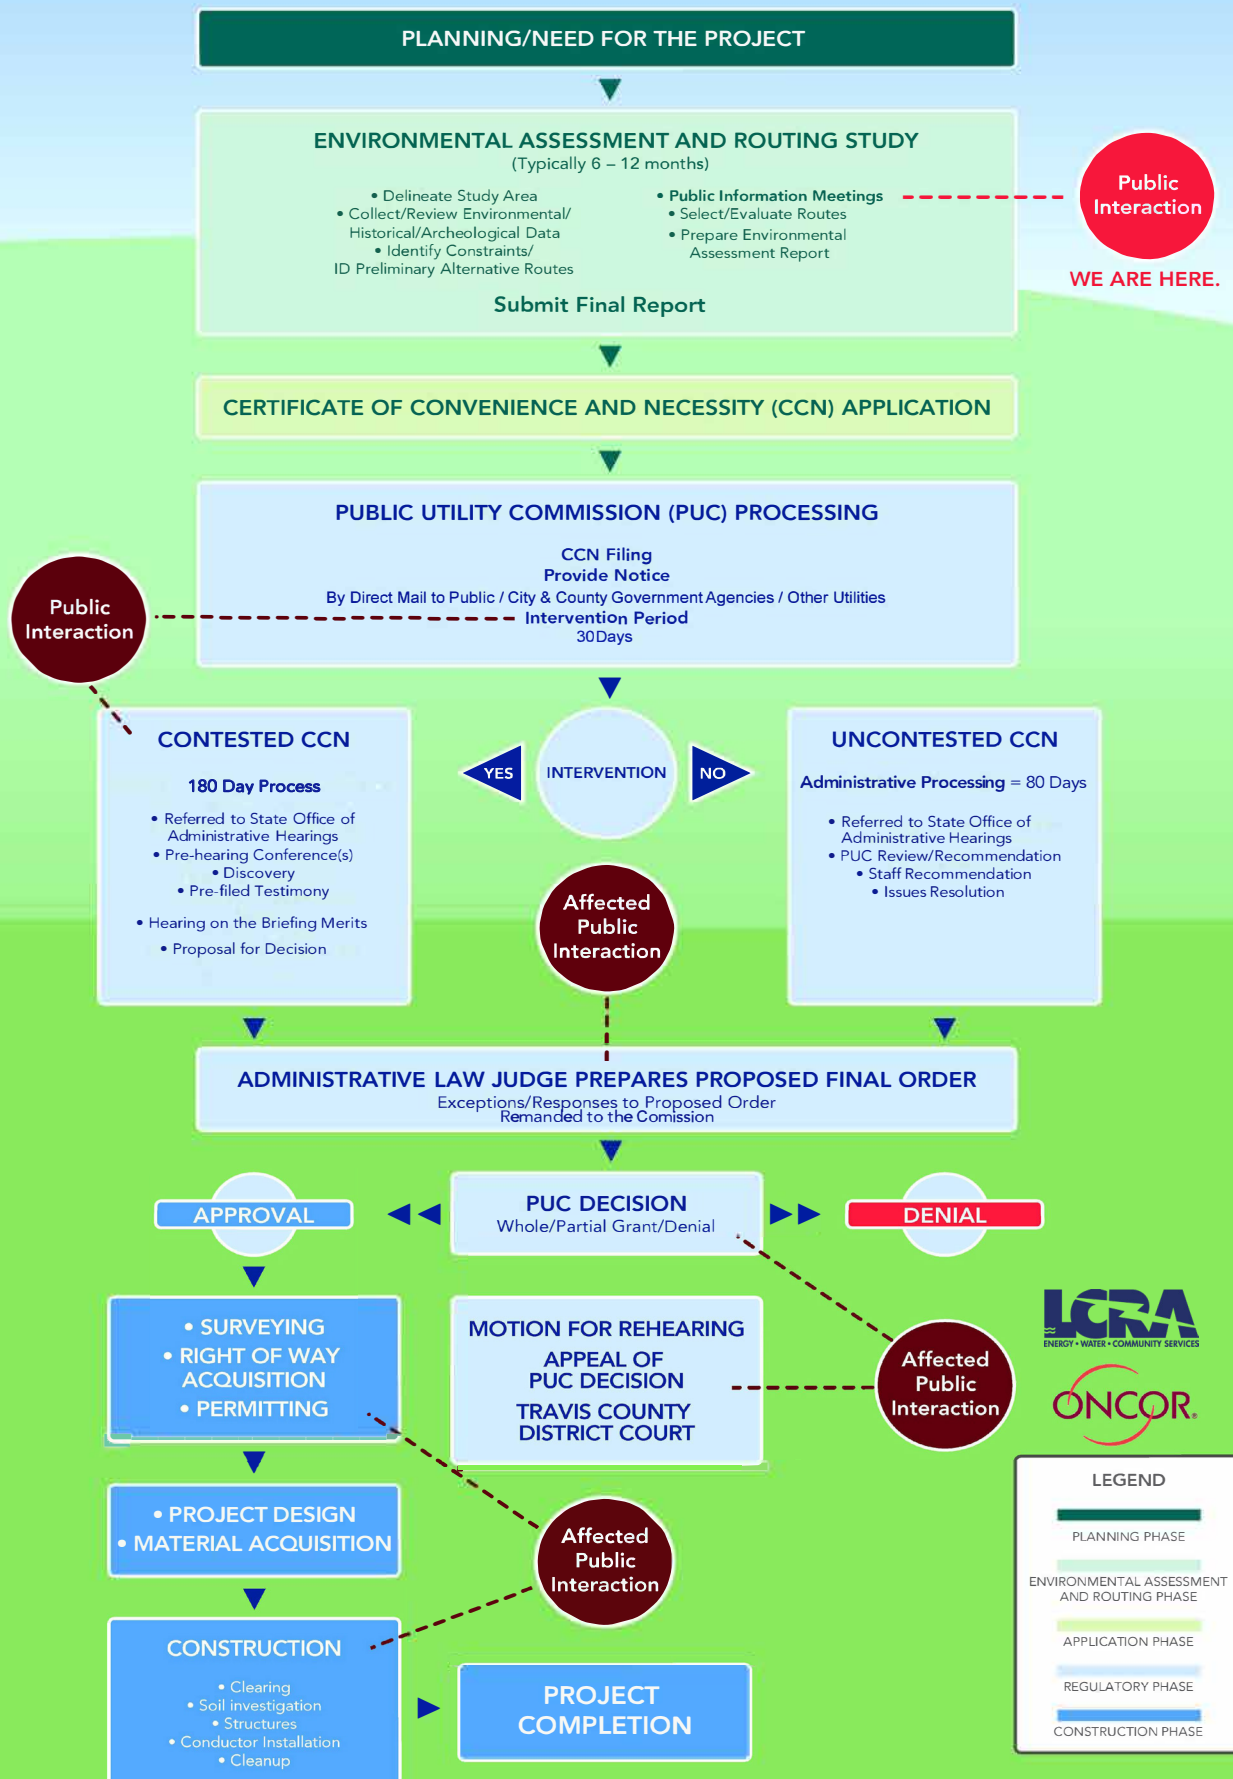 PLANNING/NEED FOR THE PROJECT
ENVIRONMENTAL ASSESSMENT AND ROUTING STUDY
(Typically 6 – 12 months)
• Delineate Study Area
• Collect/Review Environmental/
Historical/Archeological Data
• Identify Constraints/
ID Preliminary Alternative Routes
• Public Information Meetings
• Select/Evaluate Routes
• Prepare Environmental
Assessment Report
Submit Final Report
Public
Interaction
WE ARE HERE.
CERTIFICATE OF CONVENIENCE AND NECESSITY (CCN) APPLICATION
PUBLIC UTILITY COMMISSION (PUC) PROCESSING
CCN Filing
Provide Notice
By Direct Mail to Public / City & County Government Agencies / Other Utilities
Intervention Period
30Days
Public
Interaction
CONTESTED CCN
180 Day Process
• Referred to State Office of
Administrative Hearings
• Pre-hearing Conference(s)
• Discovery
• Pre-filed Testimony
• Hearing on the Briefing Merits
• Proposal for Decision
YES
INTERVENTION
NO
UNCONTESTED CCN
Administrative Processing = 80 Days
• Referred to State Office of
Administrative Hearings
• PUC Review/Recommendation
• Staff Recommendation
• Issues Resolution
Affected
Public
Interaction
ADMINISTRATIVE LAW JUDGE PREPARES PROPOSED FINAL ORDER
Exceptions/Responses to Proposed Order
Remanded to the Comission
APPROVAL
PUC DECISION
Whole/Partial Grant/Denial
DENIAL
• SURVEYING
• RIGHT OF WAY
ACQUISITION
• PERMITTING
MOTION FOR REHEARING
APPEAL OF
PUC DECISION
TRAVIS COUNTY
DISTRICT COURT
Affected
Public
Interaction
LCRA
ENERGY • WATER • COMMUNITY SERVICES
ONCOR®
• PROJECT DESIGN
• MATERIAL ACQUISITION
Affected
Public
Interaction
CONSTRUCTION
• Clearing
• Soil investigation
• Structures
• Conductor Installation
• Cleanup
PROJECT
COMPLETION
LEGEND
PLANNING PHASE
ENVIRONMENTAL ASSESSMENT
AND ROUTING PHASE
APPLICATION PHASE
REGULATORY PHASE
CONSTRUCTION PHASE